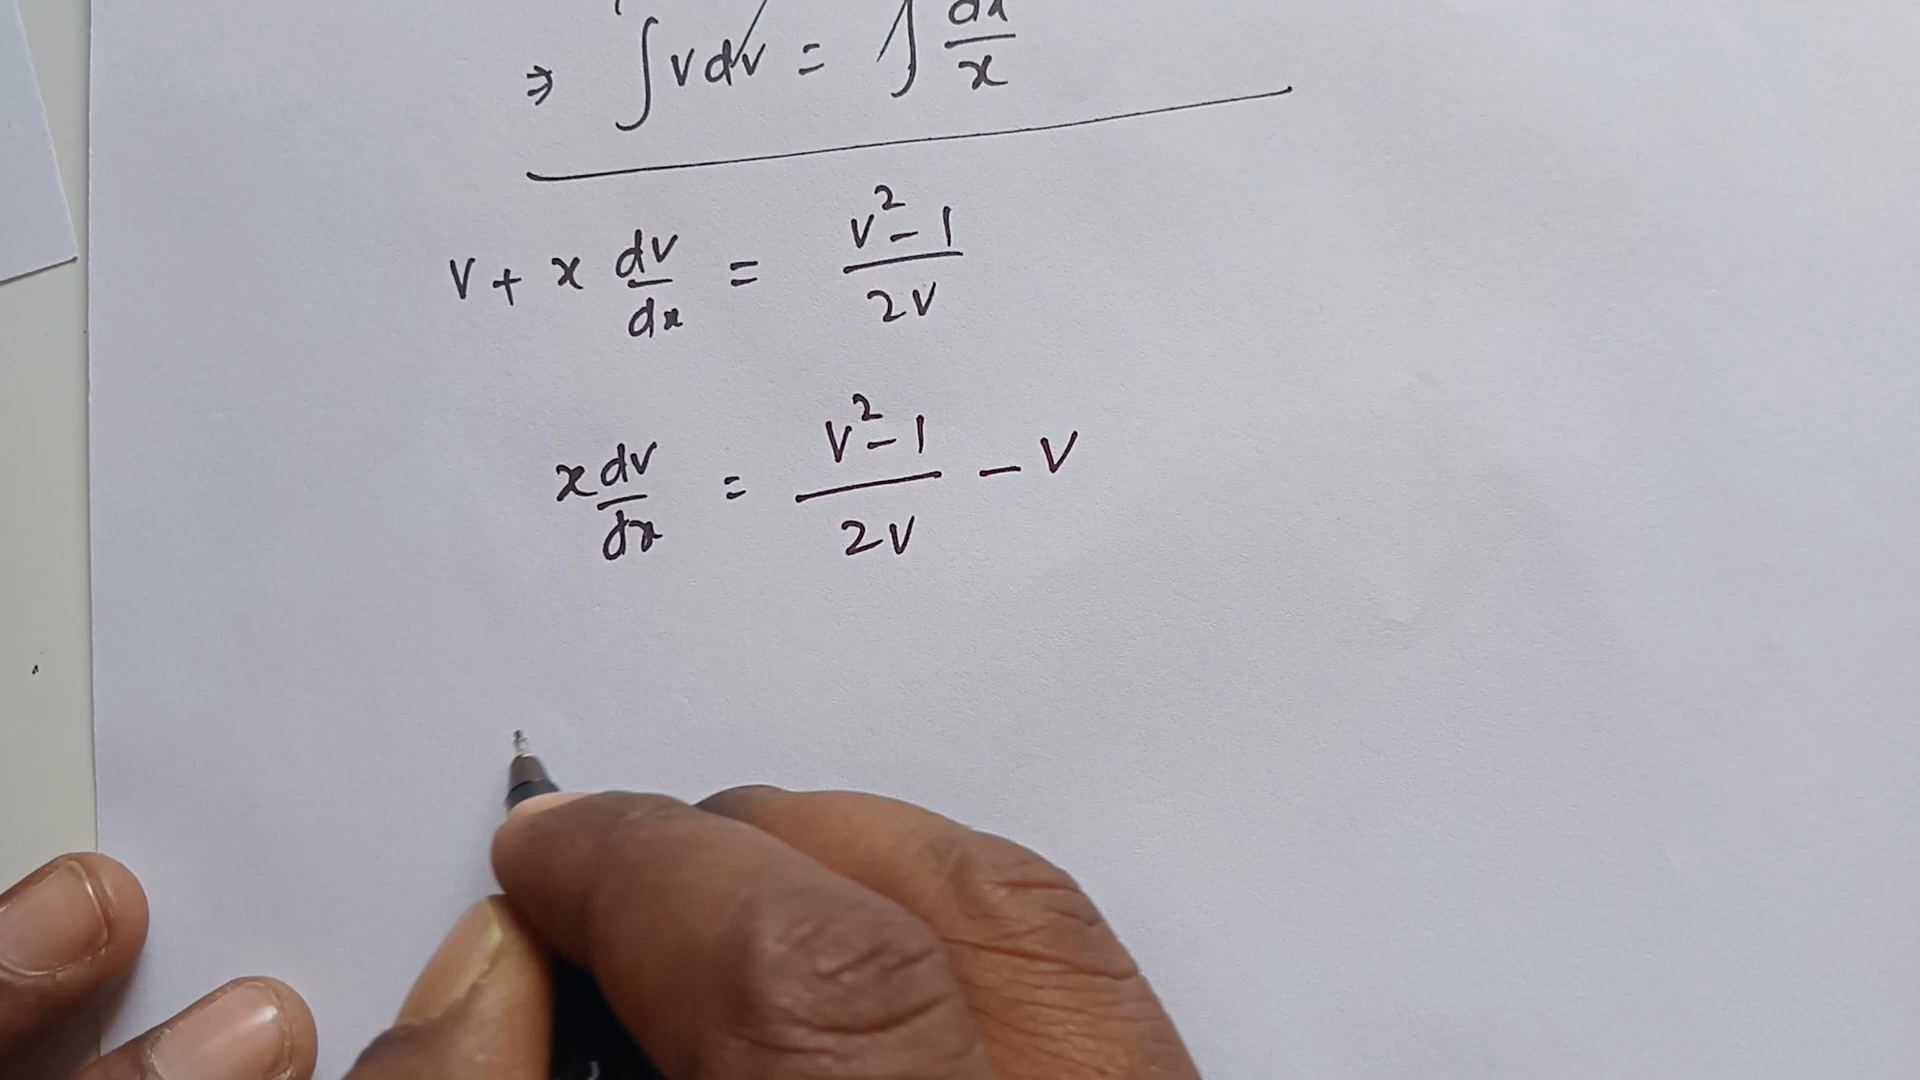 ⇒ ∫ v dv = ∫ dx/x
v + x dv/dx = v² - 1 / 2v
x dv/dx = v² - 1 / 2v - v